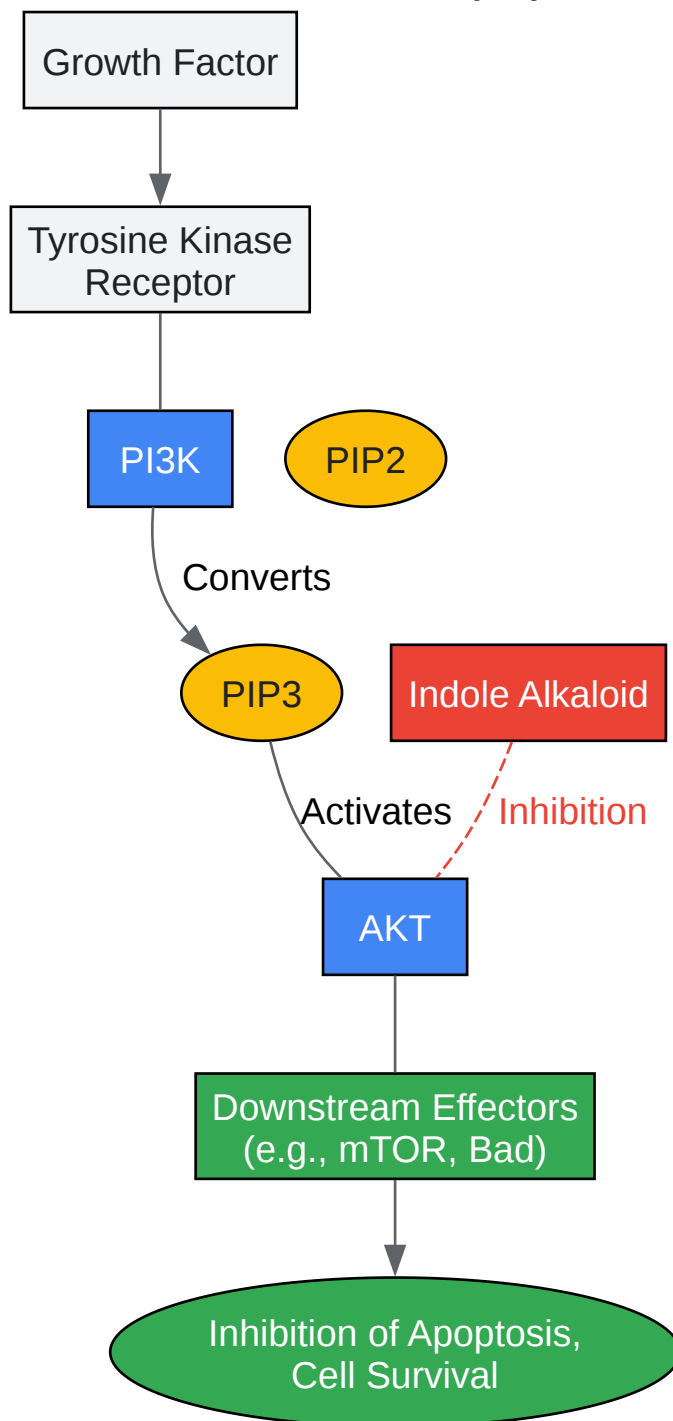 Growth Factor
Tyrosine Kinase
Receptor
PI3K
PIP2
Converts
PIP3
Indole Alkaloid
Activates
Inhibition
AKT
Downstream Effectors
(e.g., mTOR, Bad)
Inhibition of Apoptosis,
Cell Survival